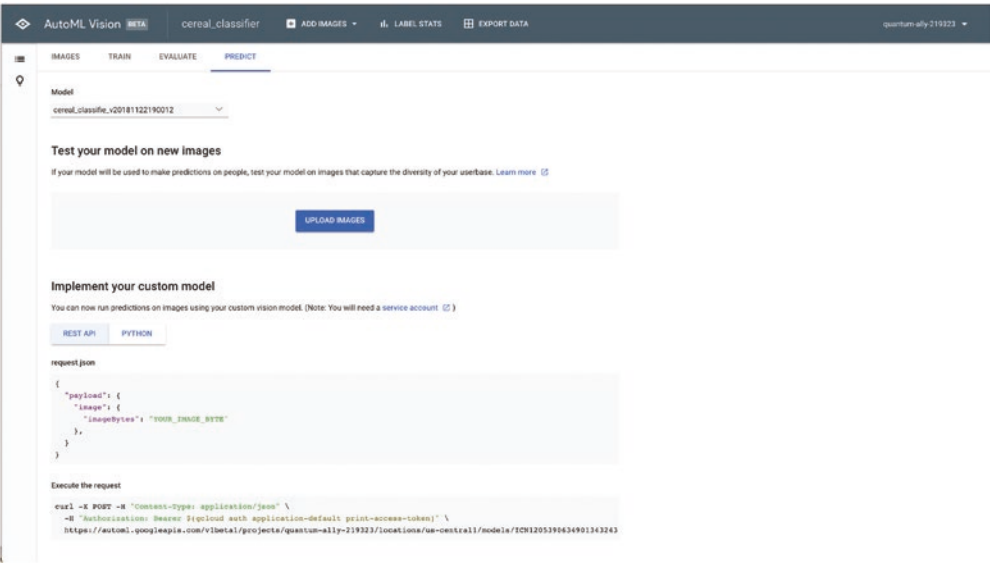 AutoML Vision BETA cereal_classifier ADD IMAGES LABEL STATS EXPORT DATA quantum-ally-219323
IMAGES TRAIN EVALUATE PREDICT
Model
cereal_classifie_v20181122190012
Test your model on new images
If your model will be used to make predictions on people, test your model on images that capture the diversity of your userbase. Learn more
UPLOAD IMAGES
Implement your custom model
You can now run predictions on images using your custom vision model. (Note: You will need a service account )
REST API PYTHON
request.json
{
"payload": {
"image": {
"imageBytes": "YOUR_IMAGE_BYTE"
},
}
}
Execute the request
curl -X POST -H "Content-Type: application/json" \
-H "Authorization: Bearer $(gcloud auth application-default print-access-token)" \
https://automl.googleapis.com/v1beta1/projects/quantum-ally-219323/locations/us-central1/models/ICN1205390634901343243